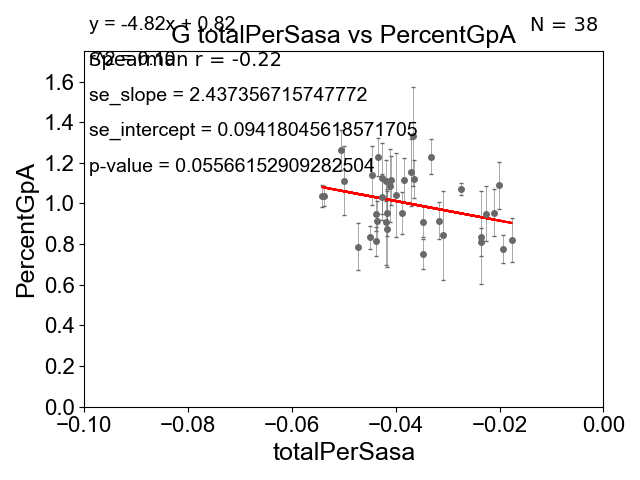 y = -4.82x + 0.82
G totalPerSasa vs PercentGpA
N = 38
Spearman r = -0.22
se_slope = 2.437356715747772
se_intercept = 0.09418045618571705
p-value = 0.05566152909282504
PercentGpA
1.6
1.4
1.2
1.0
0.8
0.6
0.4
0.2
0.0
−0.10
−0.08
−0.06
−0.04
−0.02
0.00
totalPerSasa